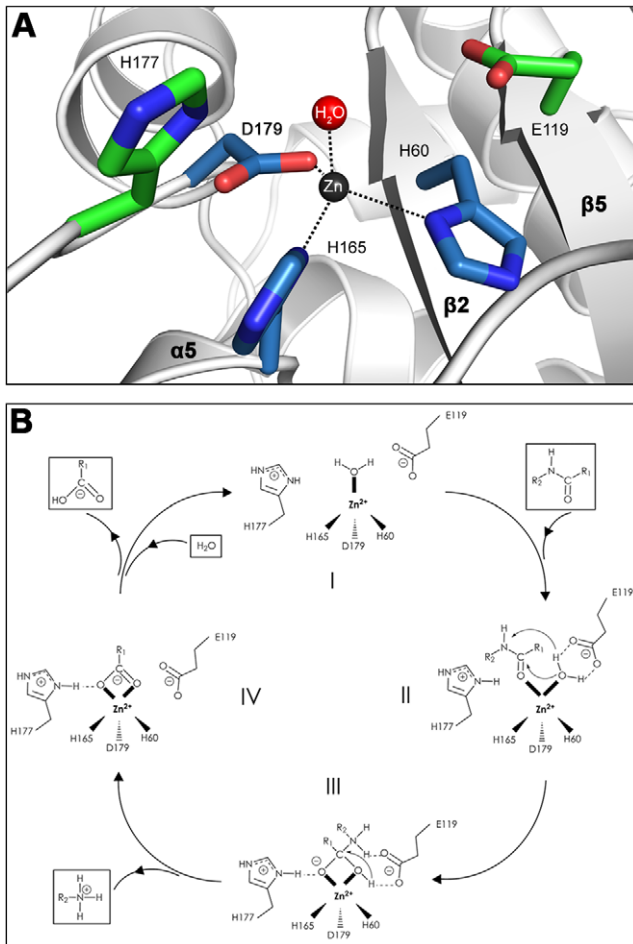 A
H177
D179
H₂O
Zn
H60
E119
β5
H165
β2
α5
B
R₁
C
HO ⊖ O
H₂O
HN ⊕ NH
H177
H H
O
Zn²⁺
H165 H60
D179
E119
O
⊖
O
H
N R₁
R₂ C
O
I
E119
O
⊖
O
H
N R₁
R₂ C
O
H
O H
HN ⊕ N H
H177
Zn²⁺
H165 H60
D179
II
R₁
C
O ⊖ O
HN ⊕ N H
H177
Zn²⁺
H165 H60
D179
E119
O
⊖
O
IV
III
R₂
N H
R₁ H
C
⊖
O O
H
HN ⊕ N H
H177
Zn²⁺
H165 H60
D179
E119
O
⊖
O
H
R₂ N⊕ H
H